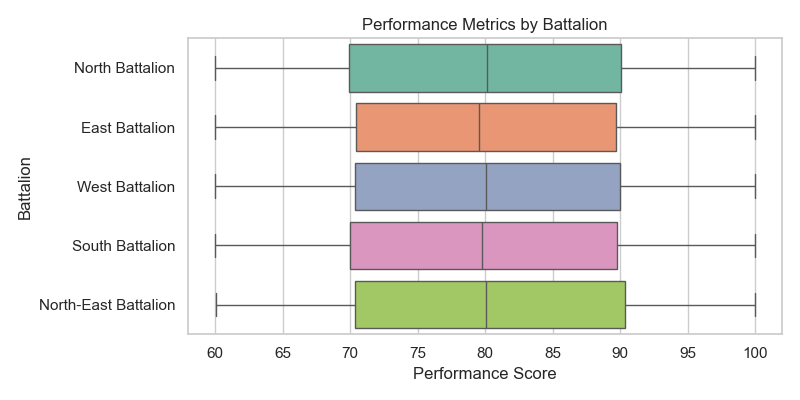 Performance Metrics by Battalion
Battalion
North Battalion
East Battalion
West Battalion
South Battalion
North-East Battalion
60 65 70 75 80 85 90 95 100
Performance Score